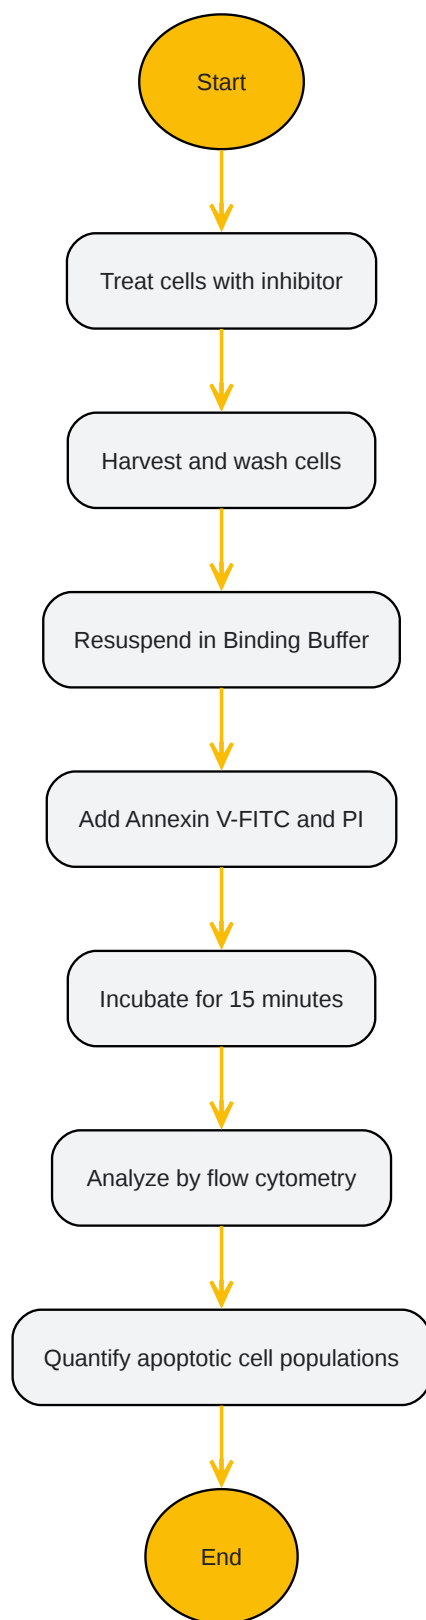 Start
Treat cells with inhibitor
Harvest and wash cells
Resuspend in Binding Buffer
Add Annexin V-FITC and PI
Incubate for 15 minutes
Analyze by flow cytometry
Quantify apoptotic cell populations
End